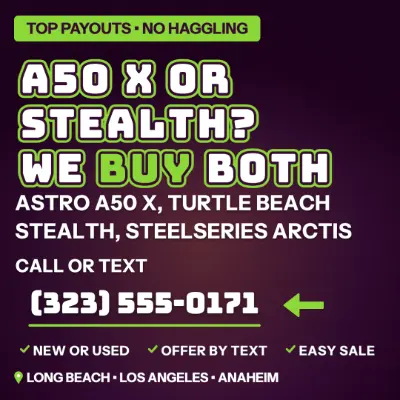 TOP PAYOUTS • NO HAGGLING
A50 X OR
STEALTH?
WE BUY BOTH
ASTRO A50 X, TURTLE BEACH
STEALTH, STEELSERIES ARCTIS
CALL OR TEXT
(323) 555-0171
NEW OR USED OFFER BY TEXT EASY SALE
LONG BEACH • LOS ANGELES • ANAHEIM